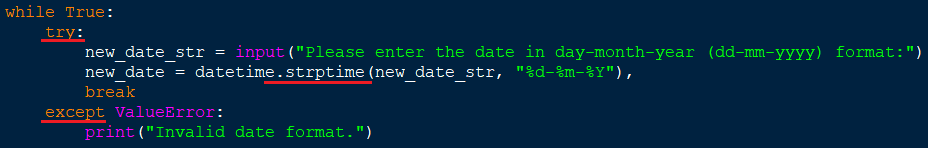 while True:
    try:
        new_date_str = input("Please enter the date in day-month-year (dd-mm-yyyy) format:")
        new_date = datetime.strptime(new_date_str, "%d-%m-%Y"),
        break
    except ValueError:
        print("Invalid date format.")